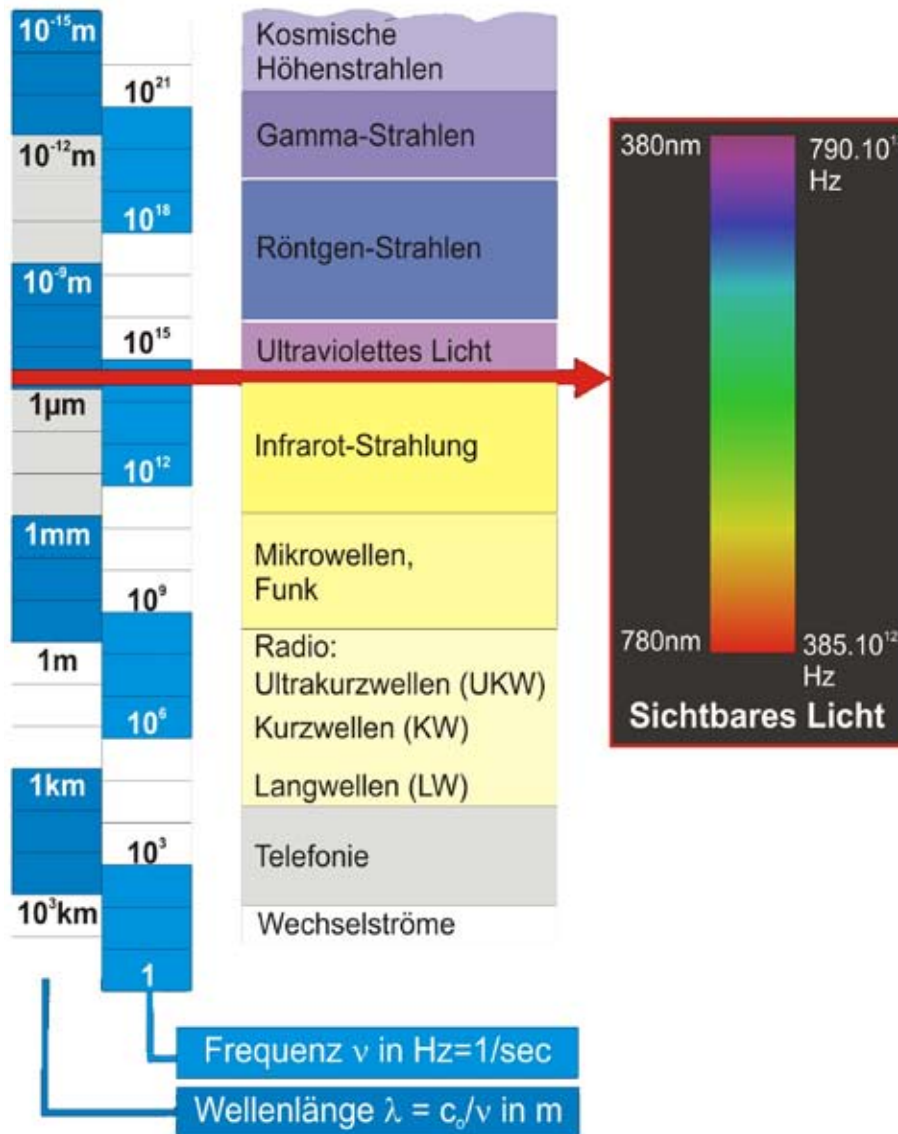 10⁻¹⁵m
10²¹
10⁻¹²m
10¹⁸
10⁻⁹m
10¹⁵
1µm
10¹²
1mm
10⁹
1m
10⁶
1km
10³
10³km
1
Kosmische
Höhenstrahlen
Gamma-Strahlen
Röntgen-Strahlen
Ultraviolettes Licht
Infrarot-Strahlung
Mikrowellen,
Funk
Radio:
Ultrakurzwellen (UKW)
Kurzwellen (KW)
Langwellen (LW)
Telefonie
Wechselströme
380nm
790.10¹
Hz
780nm
385.10¹²
Hz
Sichtbares Licht
Frequenz ν in Hz=1/sec
Wellenlänge λ = c₀/ν in m